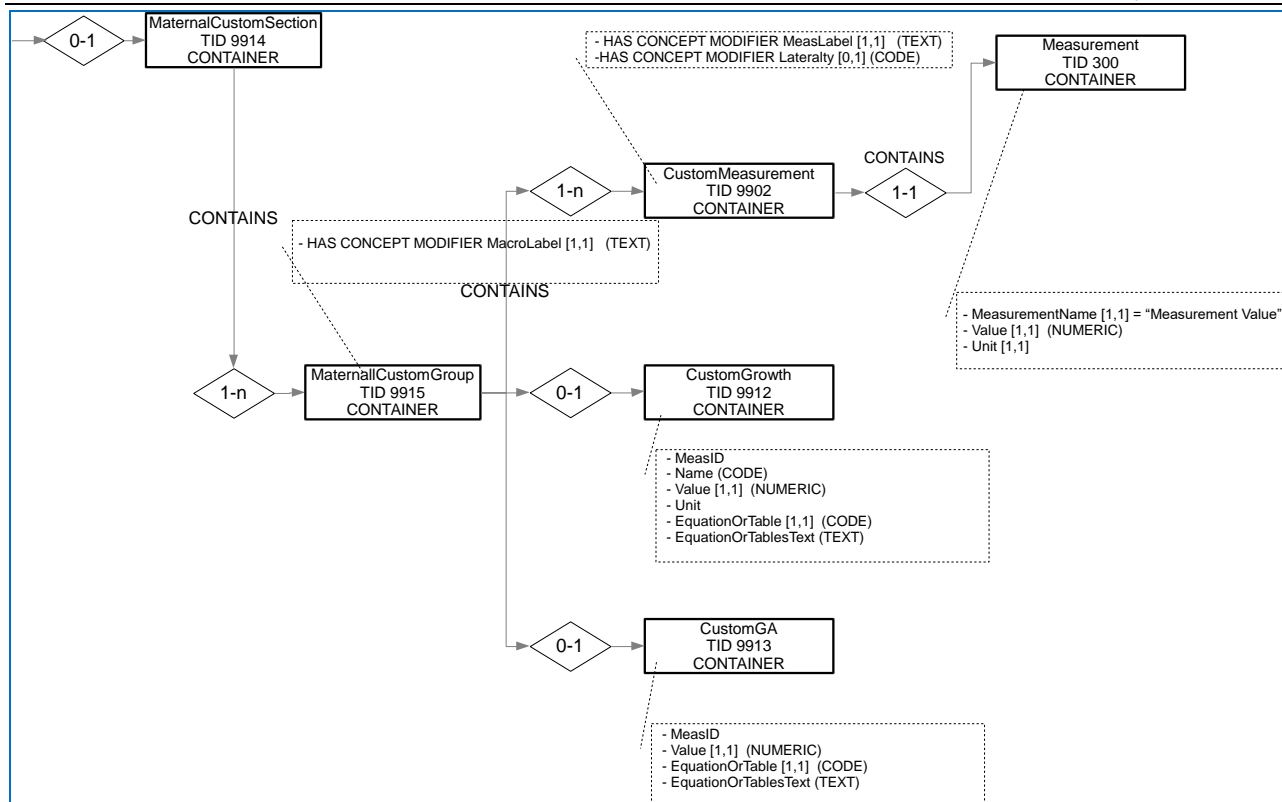 0-1
MaternalCustomSection
TID 9914
CONTAINER
- HAS CONCEPT MODIFIER MeasLabel [1,1] (TEXT)
-HAS CONCEPT MODIFIER Lateralty [0,1] (CODE)
Measurement
TID 300
CONTAINER
CONTAINS
1-n
CustomMeasurement
TID 9902
CONTAINER
CONTAINS
1-1
- HAS CONCEPT MODIFIER MacroLabel [1,1] (TEXT)
CONTAINS
- MeasurementName [1,1] = “Measurement Value”
- Value [1,1] (NUMERIC)
- Unit [1,1]
1-n
MaternallCustomGroup
TID 9915
CONTAINER
0-1
CustomGrowth
TID 9912
CONTAINER
- MeasID
- Name (CODE)
- Value [1,1] (NUMERIC)
- Unit
- EquationOrTable [1,1] (CODE)
- EquationOrTablesText (TEXT)
0-1
CustomGA
TID 9913
CONTAINER
- MeasID
- Value [1,1] (NUMERIC)
- EquationOrTable [1,1] (CODE)
- EquationOrTablesText (TEXT)